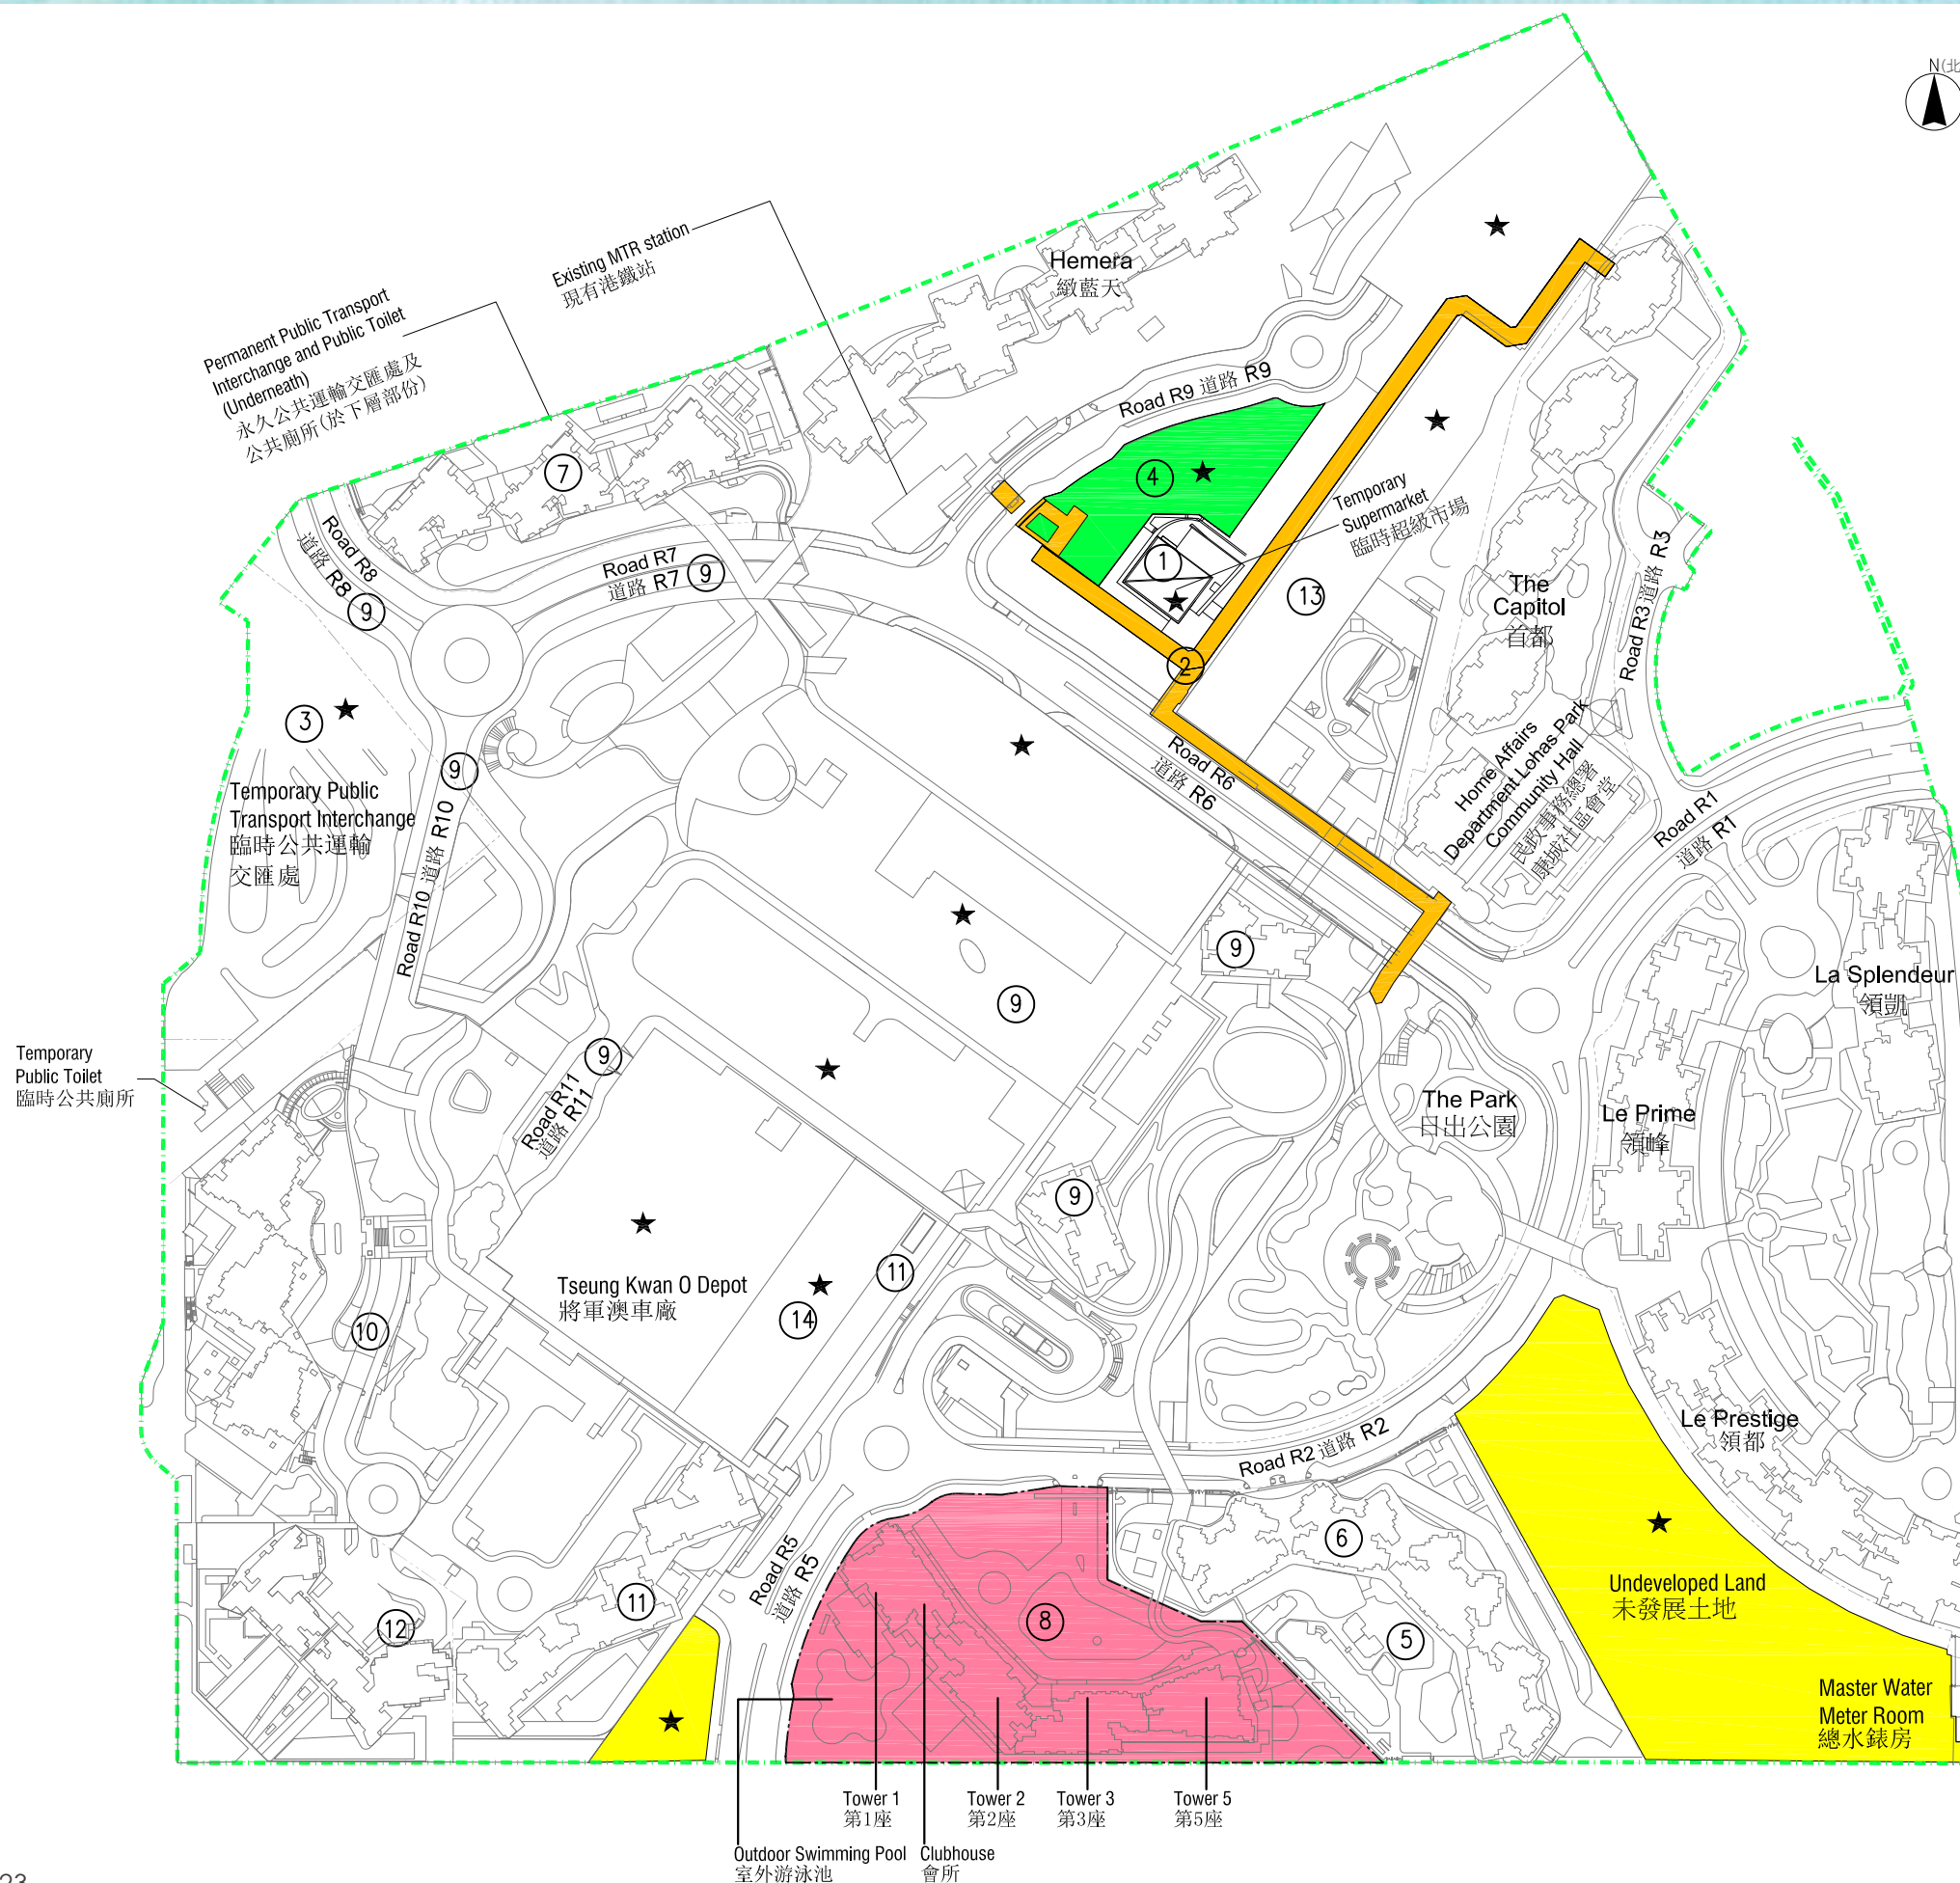 N(北
Existing MTR station
現有港鐵站
Permanent Public Transport
Interchange and Public Toilet
(Underneath)
永久公共運輸交匯處及
公共廁所(於下層部份)
Hemera
緻藍天
Road R9 道路 R9
4
7
Temporary
Supermarket
臨時超級市場
1
13
2
Road R8
道路 R8
9
Road R7
道路 R7
9
The
Capitol
首都
Road R3 道路 R3
3
9
Temporary Public
Transport Interchange
臨時公共運輸
交匯處
Road R10 道路 R10
Road R6
道路 R6
Home Affairs
Department Lohas Park
Community Hall
民政事務總署
康城社區會堂
Road R1
道路 R1
9
9
La Splendeur
領凱
Temporary
Public Toilet
臨時公共廁所
9
Road R11
道路 R11
The Park
日出公園
Le Prime
領峰
9
Tseung Kwan O Depot
將軍澳車廠
11
14
10
Le Prestige
領都
Road R2 道路 R2
6
Road R5
道路 R5
Undeveloped Land
未發展土地
11
12
8
5
Master Water
Meter Room
總水錶房
Tower 1
第1座
Tower 2
第2座
Tower 3
第3座
Tower 5
第5座
Outdoor Swimming Pool
室外游泳池
Clubhouse
會所
23